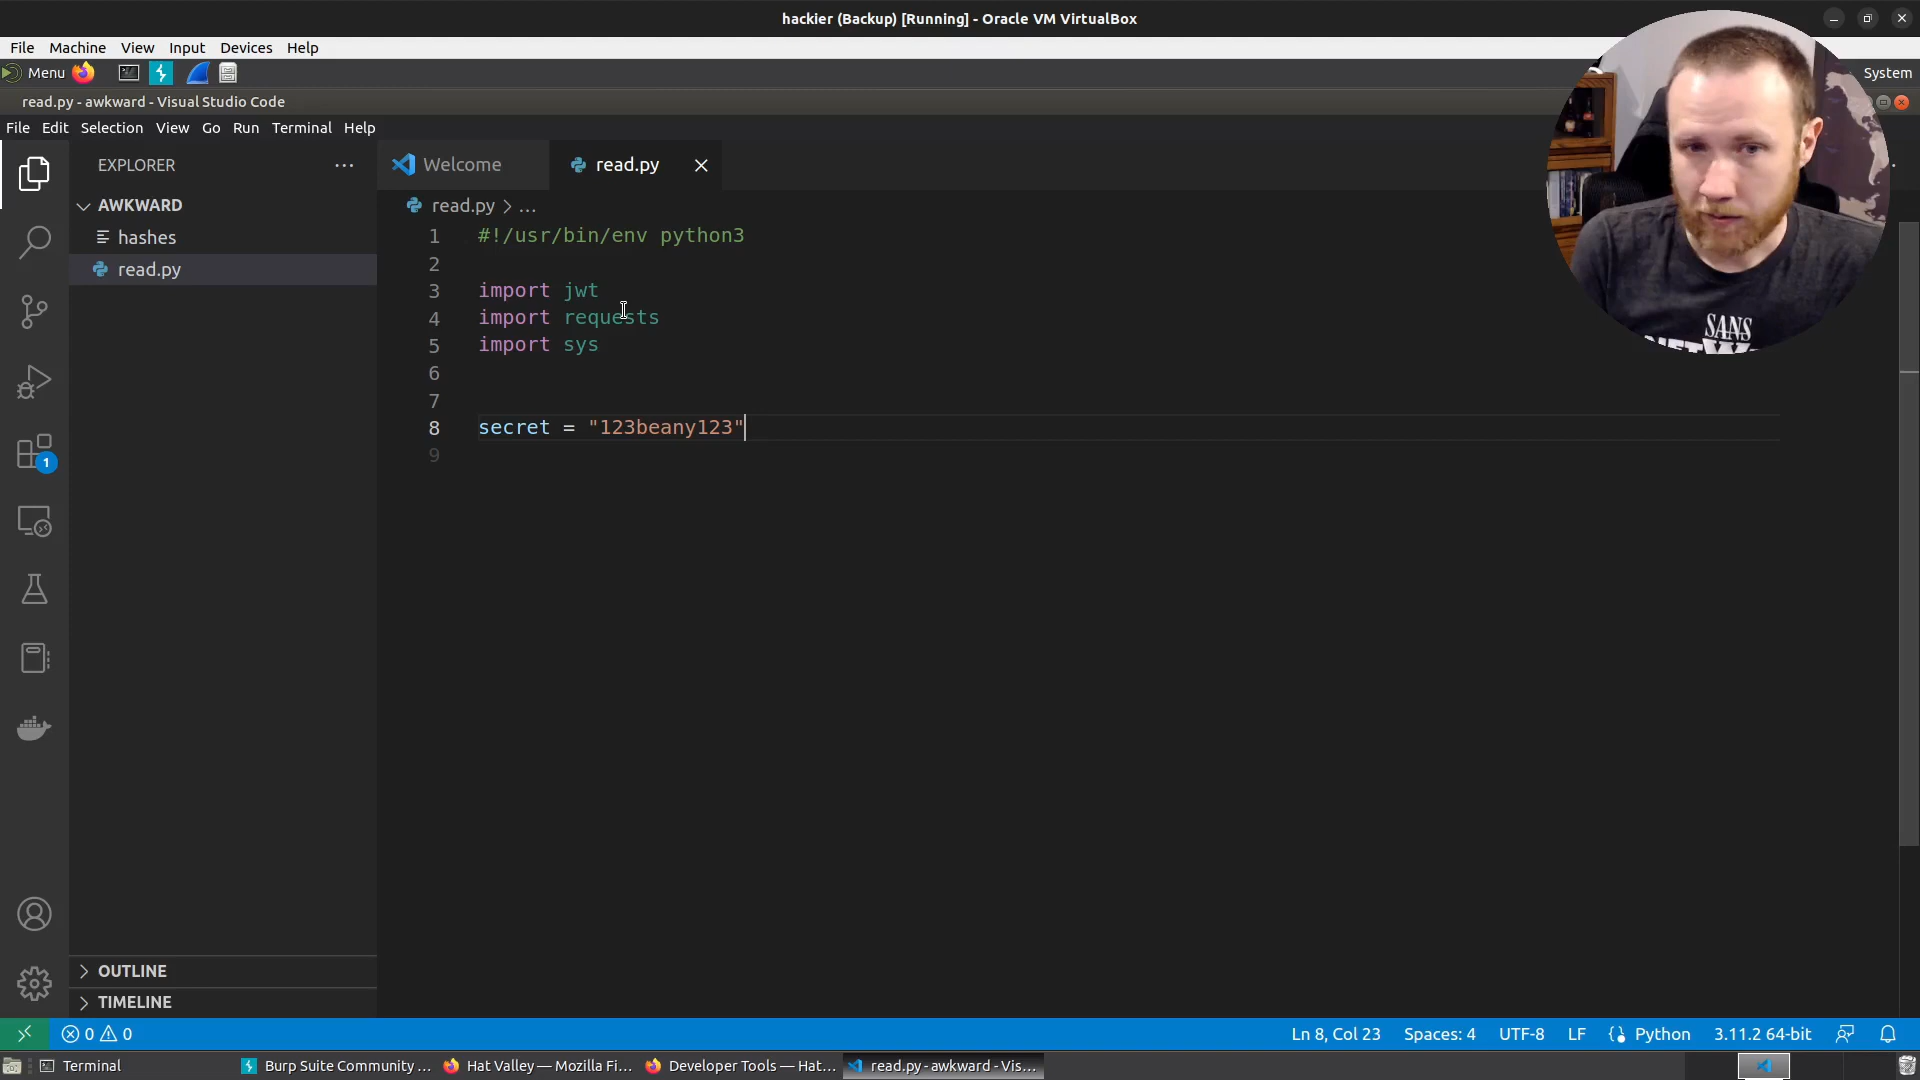 hackier (Backup) [Running] - Oracle VM VirtualBox
File Machine View Input Devices Help
Menu System
read.py - awkward - Visual Studio Code
File Edit Selection View Go Run Terminal Help
EXPLORER
Welcome
read.py
AWKWARD
hashes
read.py
read.py > ...
1 #!/usr/bin/env python3
2
3 import jwt
4 import requests
5 import sys
6
7
8 secret = "123beany123"
9
1
SANS
OUTLINE
TIMELINE
0 0
Ln 8, Col 23 Spaces: 4 UTF-8 LF Python 3.11.2 64-bit
Terminal
Burp Suite Community ...
Hat Valley — Mozilla Fi...
Developer Tools — Hat...
read.py - awkward - Vis...